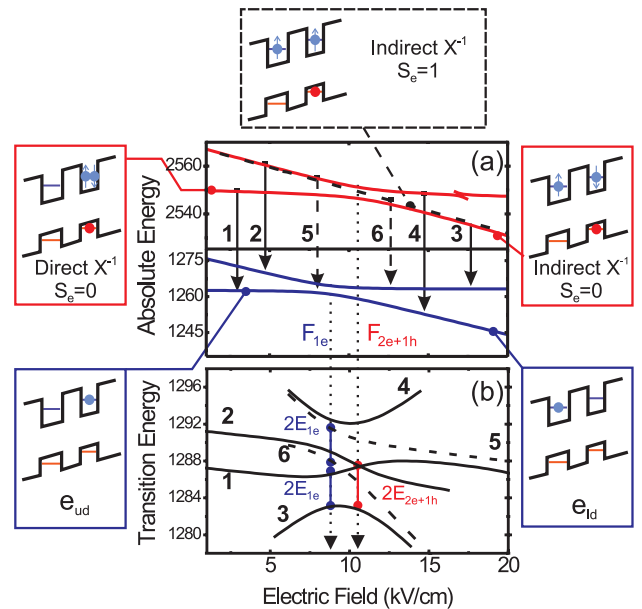 Indirect X⁻¹
Sₑ=1
(a)
Absolute Energy
2560
2540
1 2 5 6 4 3
1275
1260
1245
F₁ₑ F₂ₑ₊₁ₕ
Direct X⁻¹
Sₑ=0
Indirect X⁻¹
Sₑ=0
(b)
Transition Energy
1296
1292
1288
1284
1280
4
2 2E₁ₑ
5
6
1
2E₁ₑ 2E₂ₑ₊₁ₕ
3
e_ud
e_ld
5 10 15 20
Electric Field (kV/cm)